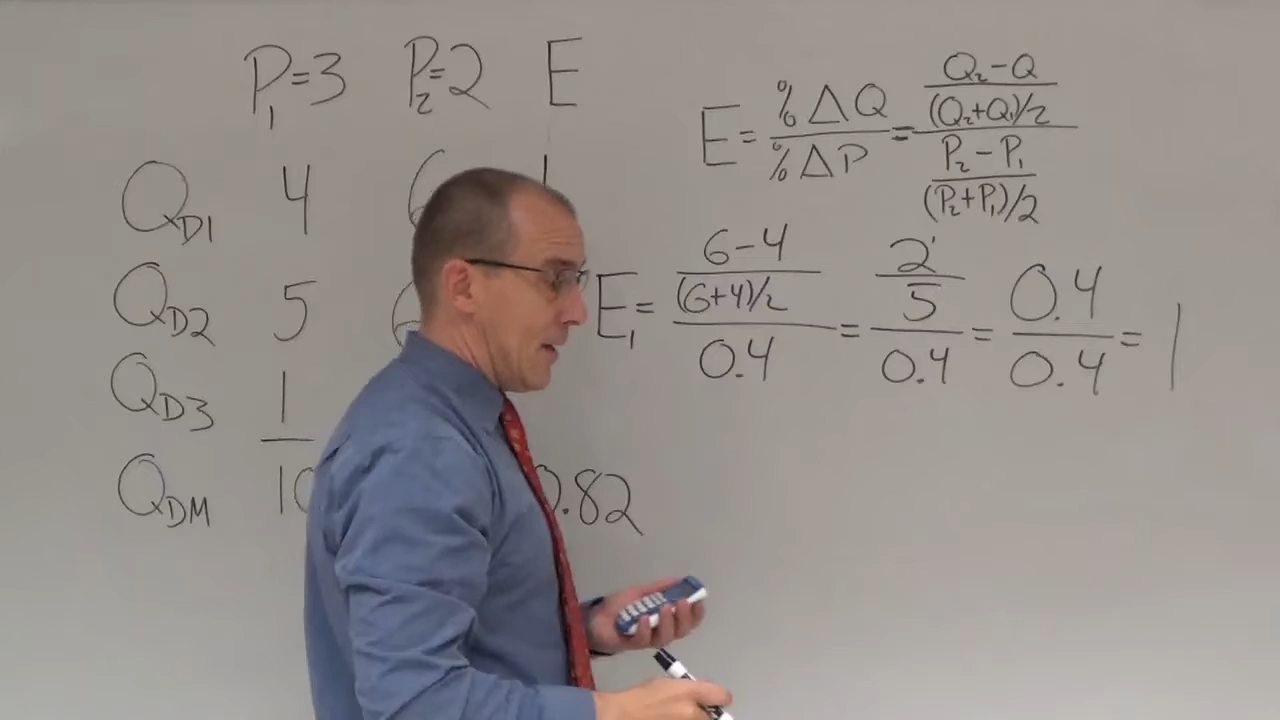 P₁=3 P₂=2 E
E = %ΔQ / %ΔP = ((Q₂-Q) / ((Q₂+Q₁)/2)) / ((P₂-P₁) / ((P₂+P₁)/2))
Q_D1 4 6 1
Q_D2 5
Q_D3 1
Q_DM 10 0.82
E₁ = ((6-4) / ((6+4)/2)) / 0.4 = (2 / 5) / 0.4 = 0.4 / 0.4 = 1